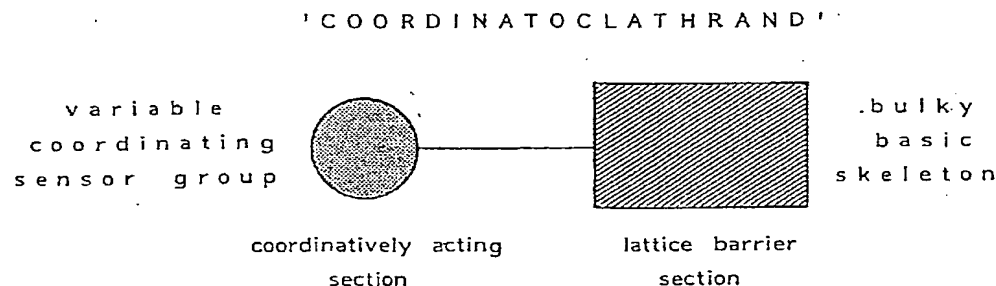 'COORDINATOCLATHRAND'
variable
coordinating
sensor group
bulky
basic
skeleton
coordinatively acting
section
lattice barrier
section